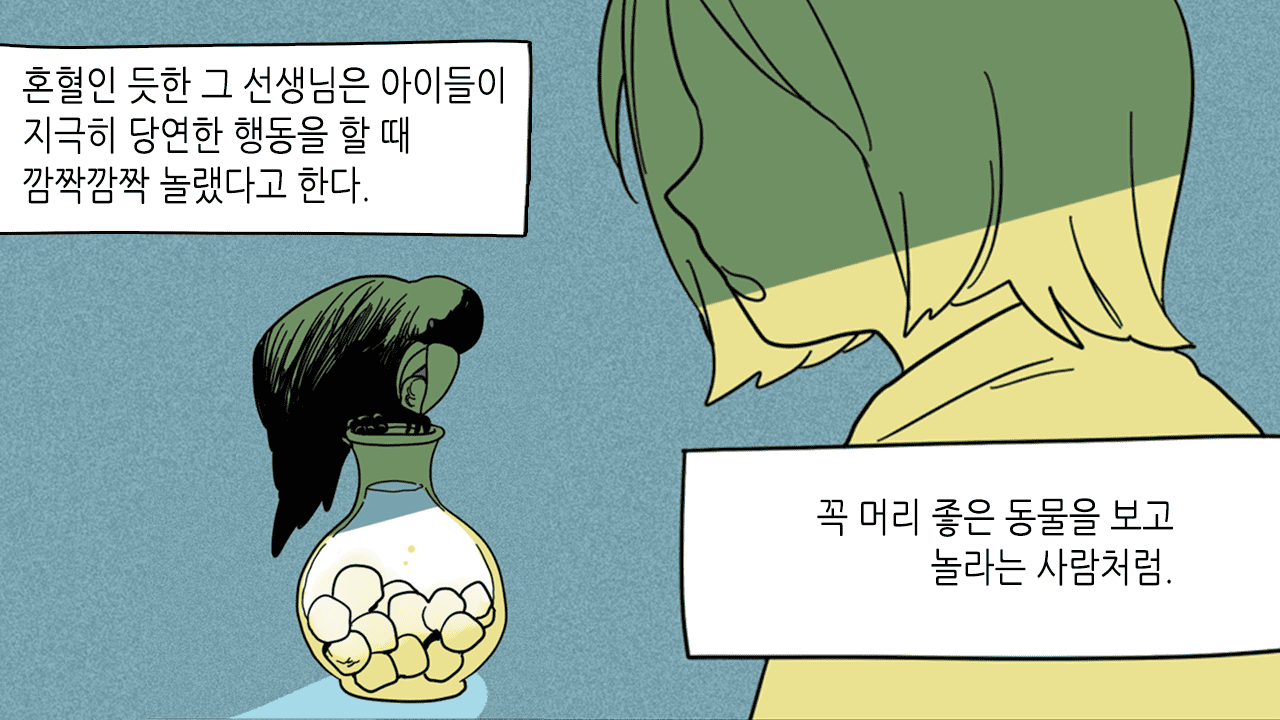 혼혈인 듯한 그 선생님은 아이들이
지극히 당연한 행동을 할 때
깜짝깜짝 놀랬다고 한다.
꼭 머리 좋은 동물을 보고
놀라는 사람처럼.